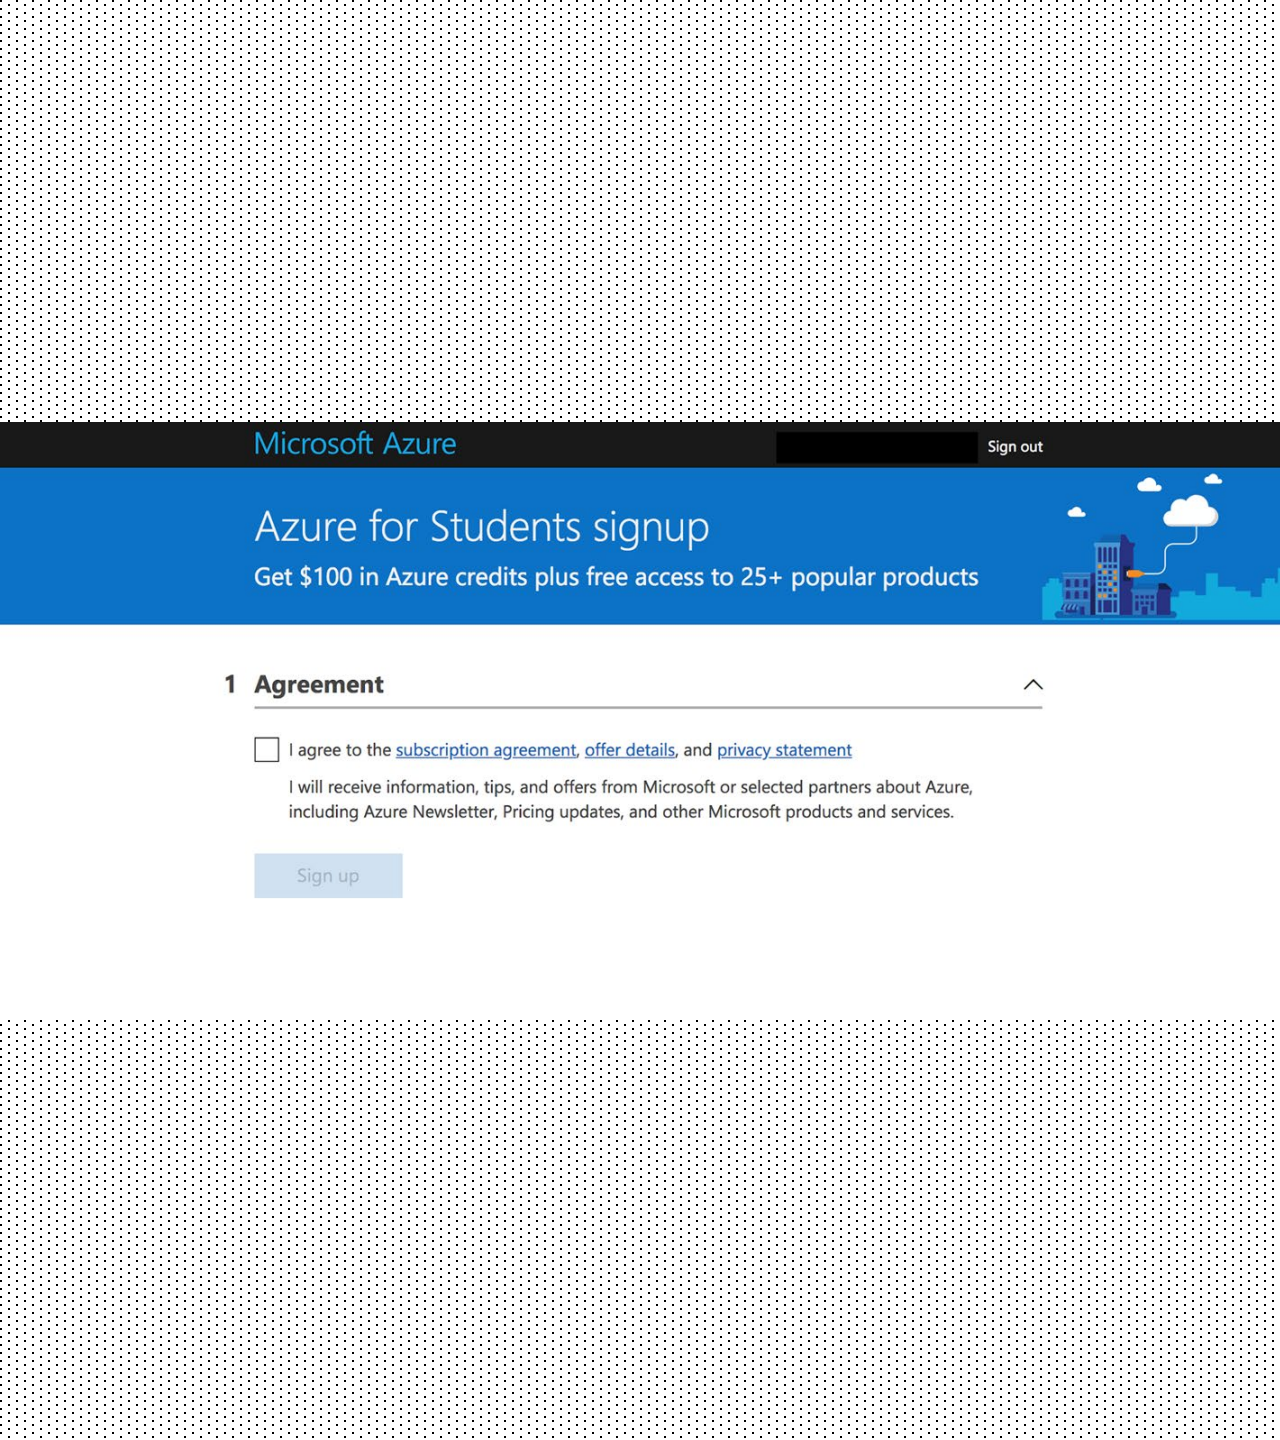 Microsoft Azure
Sign out
Azure for Students signup
Get $100 in Azure credits plus free access to 25+ popular products
1 Agreement
I agree to the subscription agreement, offer details, and privacy statement
I will receive information, tips, and offers from Microsoft or selected partners about Azure,
including Azure Newsletter, Pricing updates, and other Microsoft products and services.
Sign up